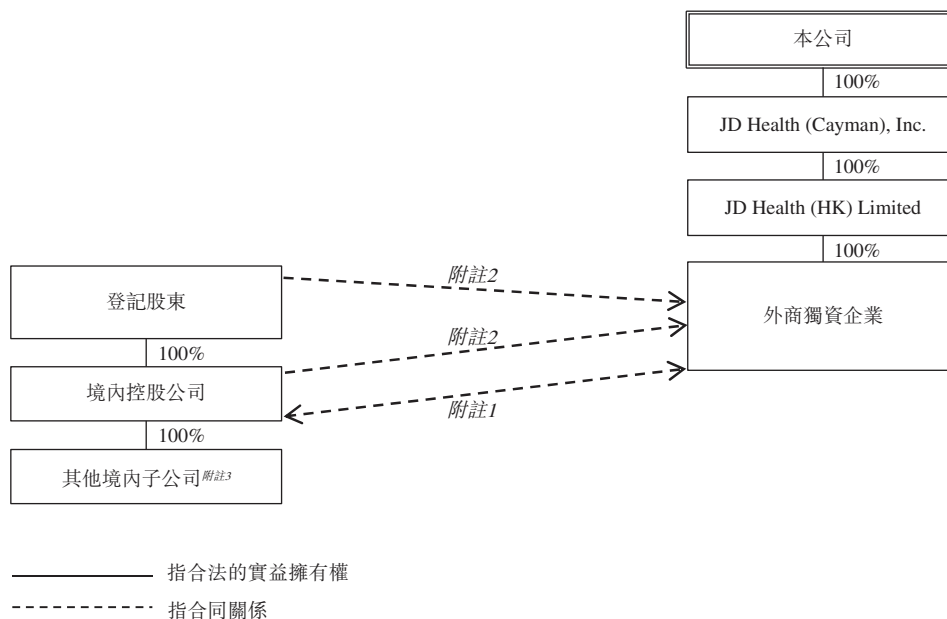 本公司
100%
JD Health (Cayman), Inc.
100%
JD Health (HK) Limited
100%
外商獨資企業
登記股東
附註2
100%
附註2
境內控股公司
附註1
100%
其他境內子公司附註3
指合法的實益擁有權
指合同關係